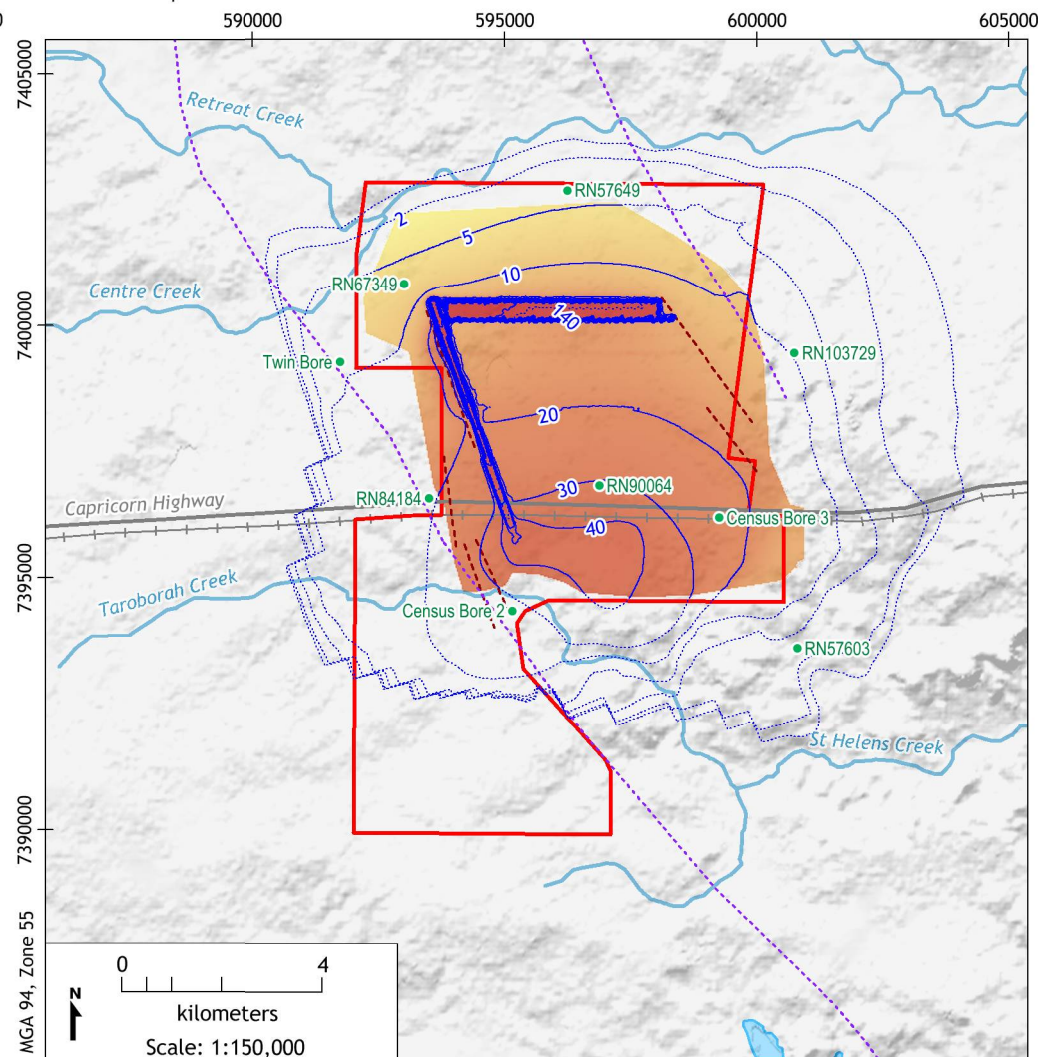 590000
595000
600000
605000
7405000
7400000
7395000
7390000
MGA 94, Zone 55
Retreat Creek
RN57649
2
5
10
RN67349
Centre Creek
140
Twin Bore
RN103729
20
30
RN90064
RN84184
Capricorn Highway
Census Bore 3
40
Taroborah Creek
Census Bore 2
RN57603
St Helens Creek
0
4
N
kilometers
Scale: 1:150,000